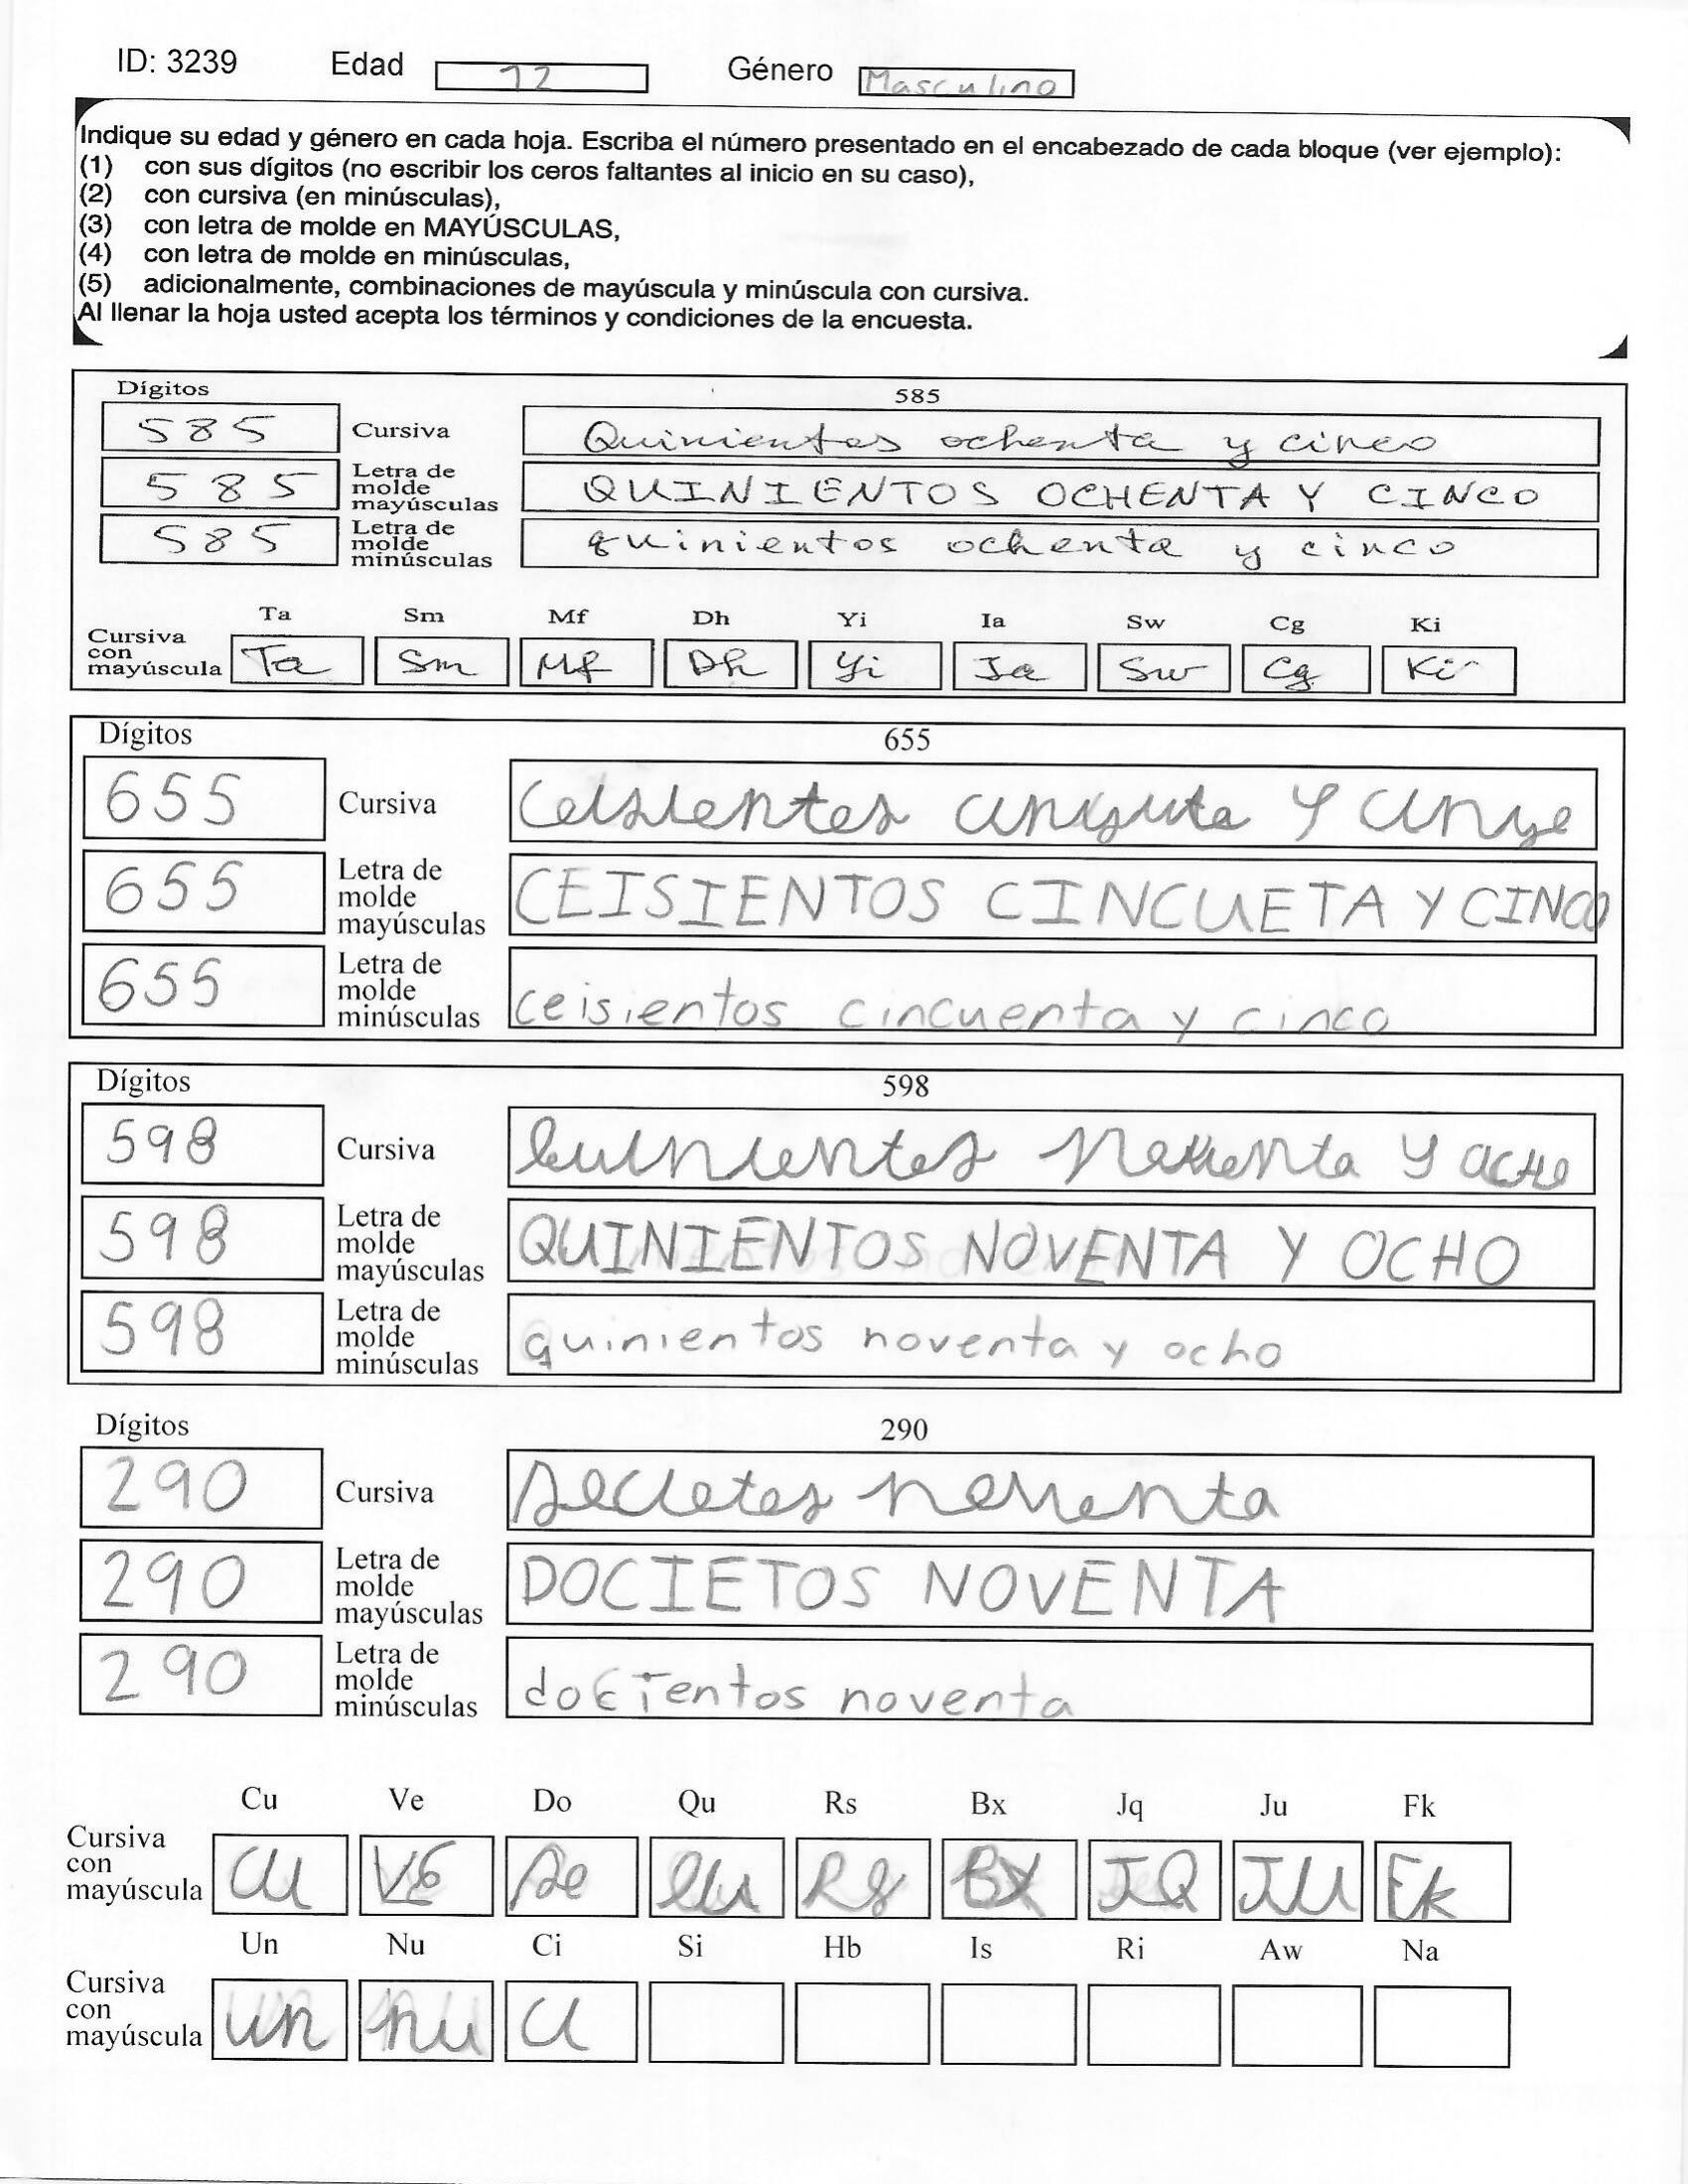 ID: 3239 Edad 12 Género Masculino
Indique su edad y género en cada hoja. Escriba el número presentado en el encabezado de cada bloque (ver ejemplo):
(1) con sus dígitos (no escribir los ceros faltantes al inicio en su caso),
(2) con cursiva (en minúsculas),
(3) con letra de molde en MAYÚSCULAS,
(4) con letra de molde en minúsculas,
(5) adicionalmente, combinaciones de mayúscula y minúscula con cursiva.
Al llenar la hoja usted acepta los términos y condiciones de la encuesta.
Dígitos 585
585 Cursiva Quinientos ochenta y cinco
585 Letra de molde mayúsculas QUINIENTOS OCHENTA Y CINCO
585 Letra de molde minúsculas quinientos ochenta y cinco
Ta Sm Mf Dh Yi Ia Sw Cg Ki
Cursiva con mayúscula Ta Sm Mf Dh Yi Ia Sw Cg Ki
Dígitos 655
655 Cursiva Ceisientos y
655 Letra de molde mayúsculas CEISIENTOS CINCUETA Y CINCO
655 Letra de molde minúsculas ceisientos cincuenta y cinco
Dígitos 598
598 Cursiva Quinientos noventa y ocho
598 Letra de molde mayúsculas QUINIENTOS NOVENTA Y OCHO
598 Letra de molde minúsculas quinientos noventa y ocho
Dígitos 290
290 Cursiva Docietos noventa
290 Letra de molde mayúsculas DOCIETOS NOVENTA
290 Letra de molde minúsculas docientos noventa
Cu Ve Do Qu Rs Bx Jq Ju Fk
Cursiva con mayúscula Cu Ve Do Qu Rs Bx JQ Ju Fk
Un Nu Ci Si Hb Is Ri Aw Na
Cursiva con mayúscula un nu Ci